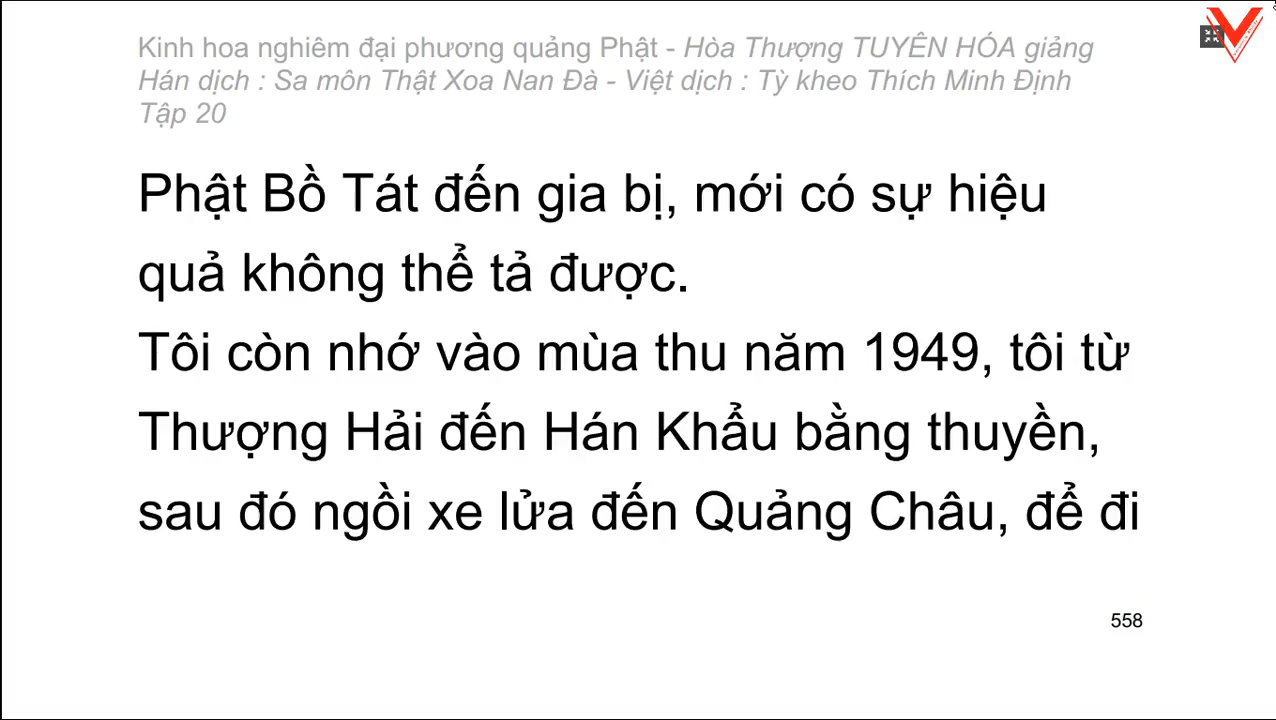 Kinh hoa nghiêm đại phương quảng Phật - Hòa Thượng TUYÊN HÓA giảng
Hán dịch : Sa môn Thật Xoa Nan Đà - Việt dịch : Tỳ kheo Thích Minh Định
Tập 20
Phật Bồ Tát đến gia bị, mới có sự hiệu
quả không thể tả được.
Tôi còn nhớ vào mùa thu năm 1949, tôi từ
Thượng Hải đến Hán Khẩu bằng thuyền,
sau đó ngồi xe lửa đến Quảng Châu, để đi
558